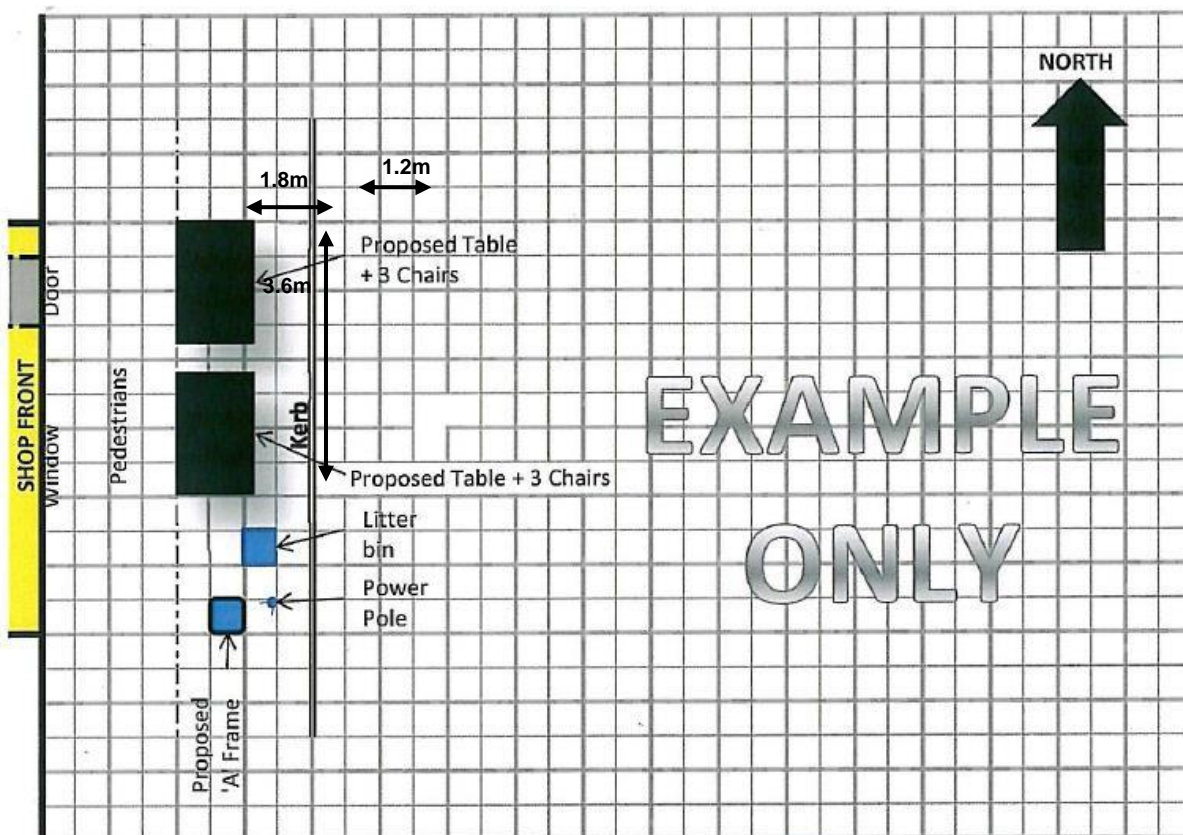 NORTH
1.2m
1.8m
Proposed Table
+ 3 Chairs
3.6m
Door
SHOP FRONT
Window
Pedestrians
Kerb
EXAMPLE
ONLY
Proposed Table + 3 Chairs
Litter
bin
Power
Pole
Proposed
'A' Frame